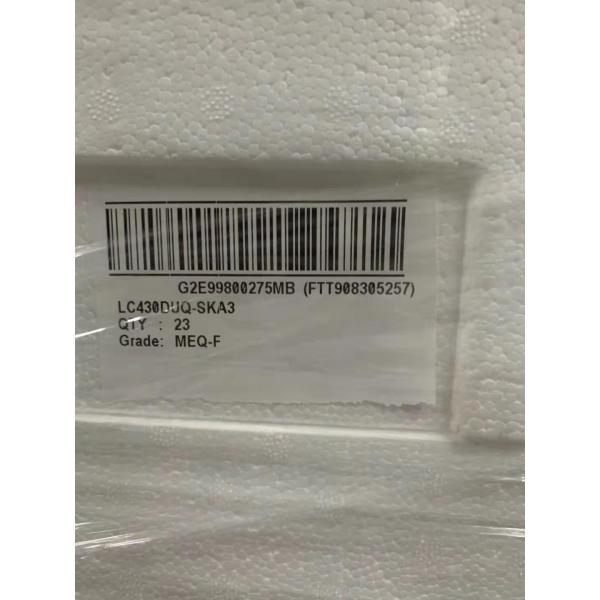 G2E99800275MB (FTT908305257)
LC430DUQ-SKA3
QTY : 23
Grade: MEQ-F